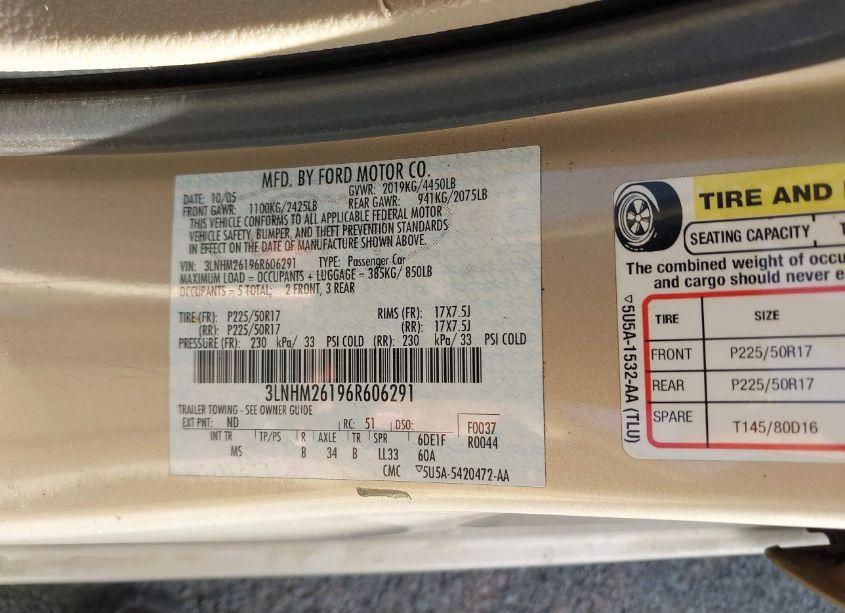 MFD. BY FORD MOTOR CO.
DATE: 10/05 GVWR: 2019KG/4450LB
FRONT GAWR: 1100KG/2425LB REAR GAWR: 941KG/2075LB
THIS VEHICLE CONFORMS TO ALL APPLICABLE FEDERAL MOTOR
VEHICLE SAFETY, BUMPER, AND THEFT PREVENTION STANDARDS
IN EFFECT ON THE DATE OF MANUFACTURE SHOWN ABOVE.
VIN: 3LNHM26196R606291 TYPE: Passenger Car
MAXIMUM LOAD = OCCUPANTS + LUGGAGE = 385KG/ 850LB
OCCUPANTS = 5 TOTAL; 2 FRONT, 3 REAR
TIRE (FR): P225/50R17 RIMS (FR): 17X7.5J
(RR): P225/50R17 (RR): 17X7.5J
PRESSURE (FR): 230 kPa/ 33 PSI COLD (RR): 230 kPa/ 33 PSI COLD
3LNHM26196R606291
TRAILER TOWING - SEE OWNER GUIDE
EXT PNT: ND RC: 51 DSO: F0037
INT TR TP/PS R AXLE TR SPR 6DE1F R0044
MS B 34 B LL33 60A
CMC ▽5U5A-5420472-AA
TIRE AND
SEATING CAPACITY T
The combined weight of occu
and cargo should never e
TIRE SIZE
FRONT P225/50R17
REAR P225/50R17
SPARE T145/80D16
▽5U5A-1532-AA (TLU)